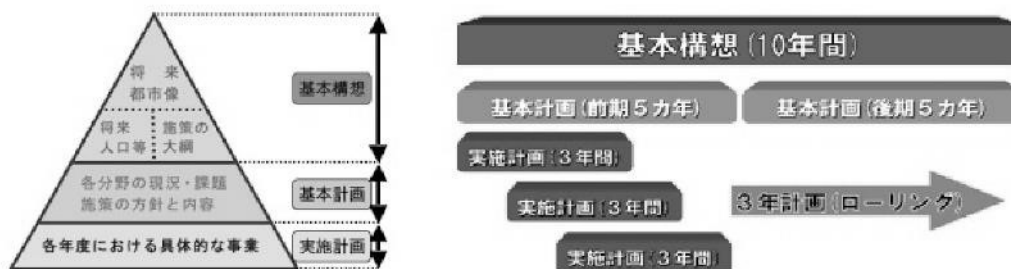 将 来
都市像
将来
人口等
施策の
大綱
各分野の現況・課題
施策の方針と内容
各年度における具体的な事業
基本構想
基本計画
実施計画
基本構想(10年間)
基本計画(前期5カ年)
基本計画(後期5カ年)
実施計画(3年間)
実施計画(3年間)
実施計画(3年間)
3年計画(ローリング)